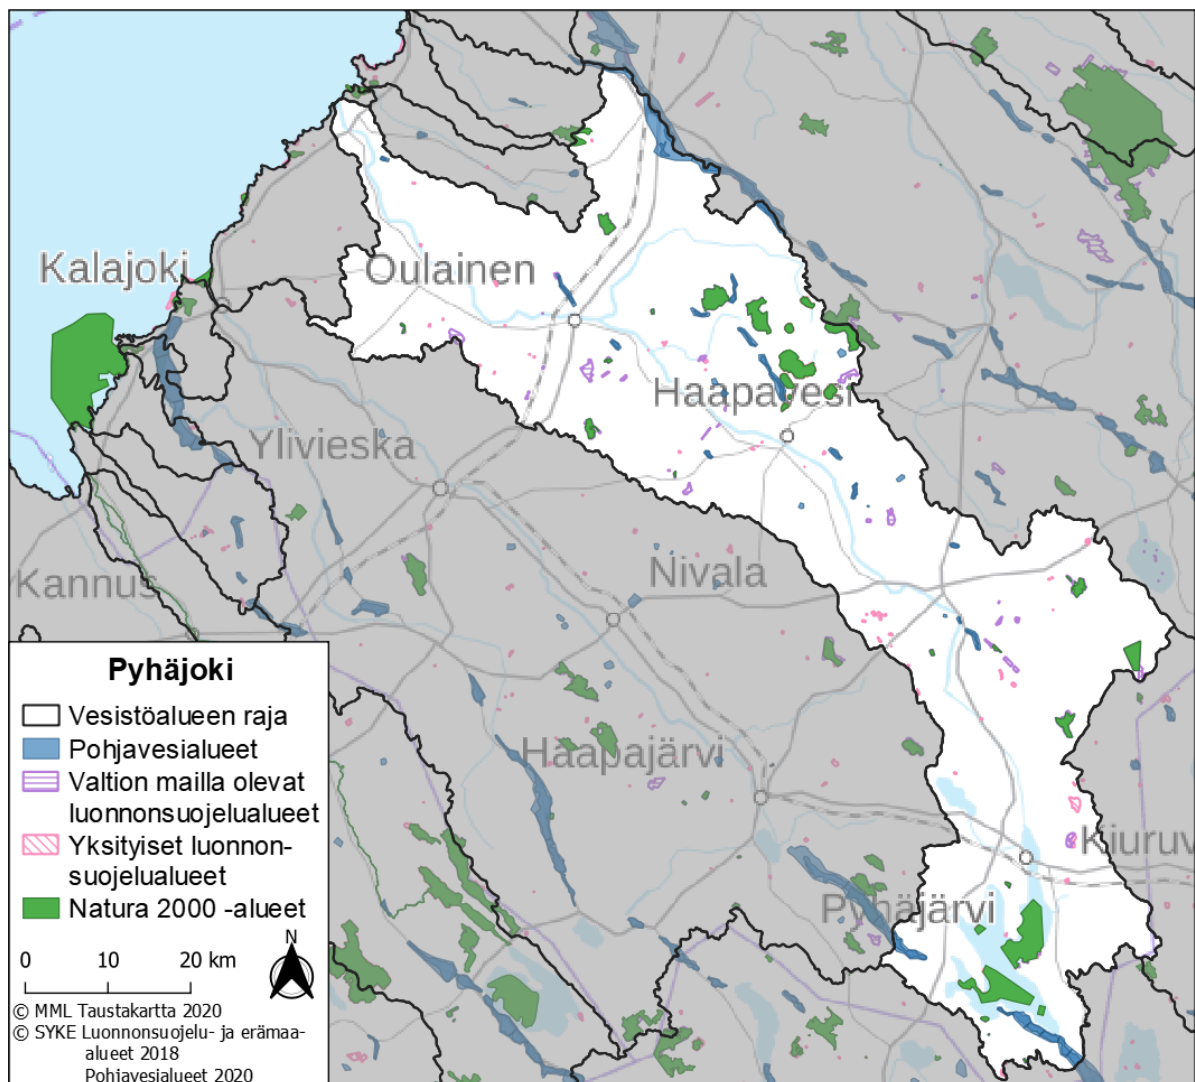 Kalajoki
Oulainen
Haapavesi
Ylivieska
Kannus
Nivala
Haapajärvi
Kiuruv
Pyhäjärvi
Pyhäjoki
Vesistöalueen raja
Pohjavesialueet
Valtion mailla olevat
luonnonsuojelualueet
Yksityiset luonnon-
suojelualueet
Natura 2000 -alueet
N
0 10 20 km
© MML Taustakartta 2020
© SYKE Luonnonsuojelu- ja erämaa-
alueet 2018
Pohjavesialueet 2020